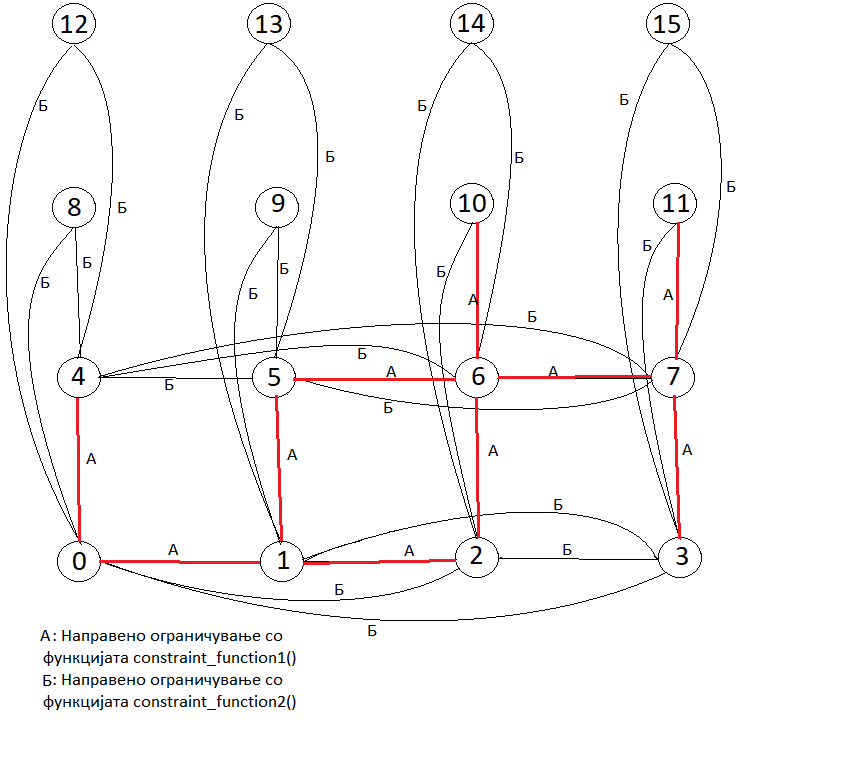 12 13 14 15
Б Б Б Б
Б Б Б Б
8 9 10 11
Б Б Б Б
Б Б А А
Б
Б
4 5 6 7
Б А А
Б
А А А А
Б
0 А 1 А 2 Б 3
Б
Б
А: Направено ограничување со
функцијата constraint_function1()
Б: Направено ограничување со
функцијата constraint_function2()